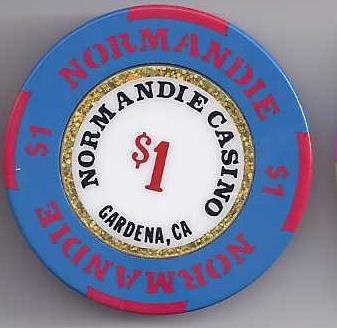 NORMANDIE
$1
NORMANDIE
$1
NORMANDIE CASINO
$1
GARDENA, CA